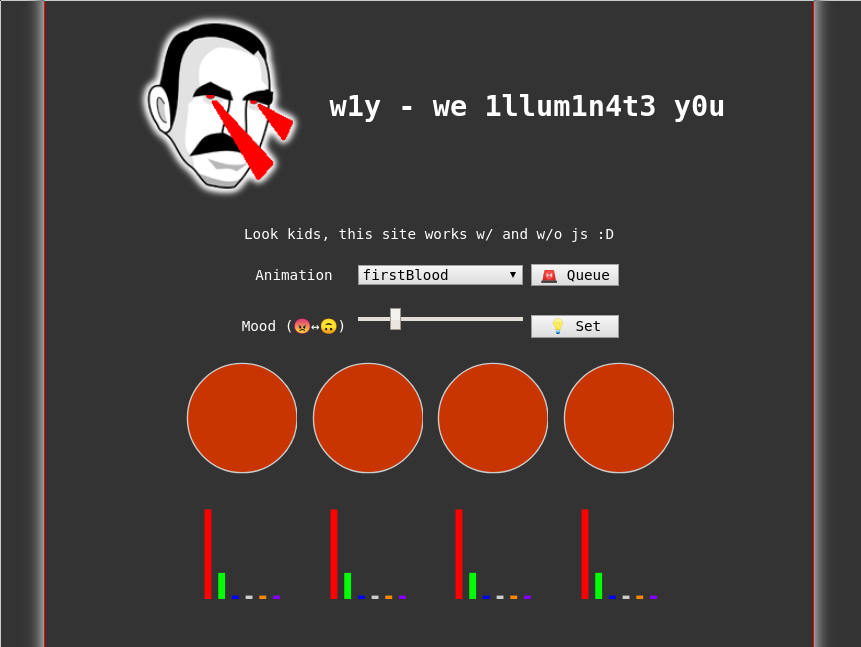 w1y - we 1llum1n4t3 y0u
Look kids, this site works w/ and w/o js :D
Animation firstBlood ▼ 🚨 Queue
Mood (😡↔🙃) 💡 Set